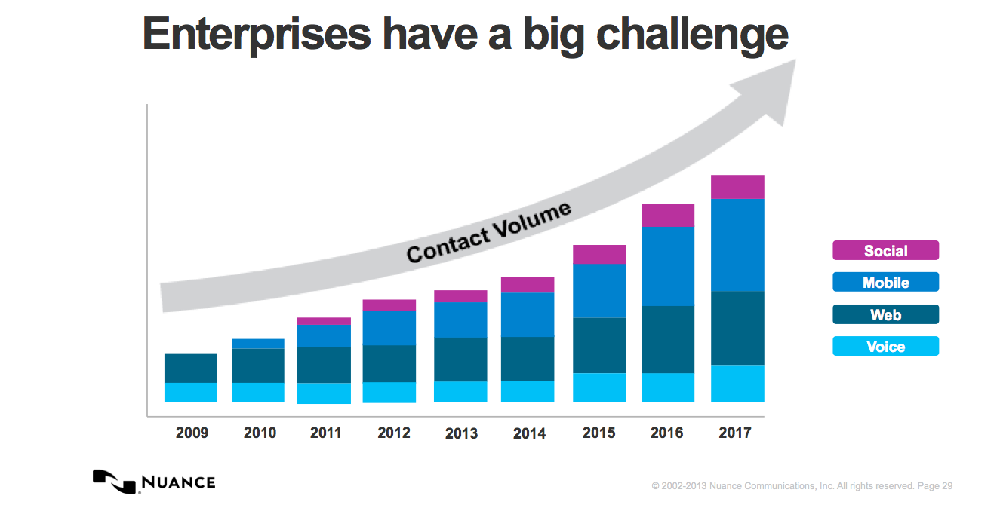 Enterprises have a big challenge
Contact Volume
Social
Mobile
Web
Voice
2009 2010 2011 2012 2013 2014 2015 2016 2017
NUANCE
© 2002-2013 Nuance Communications, Inc. All rights reserved. Page 29